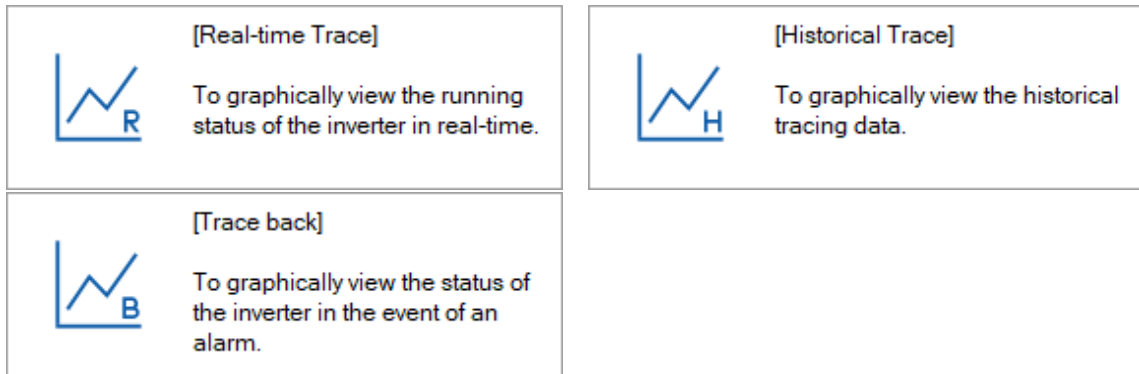 [Real-time Trace]
R
To graphically view the running
status of the inverter in real-time.
[Historical Trace]
H
To graphically view the historical
tracing data.
[Trace back]
B
To graphically view the status of
the inverter in the event of an
alarm.